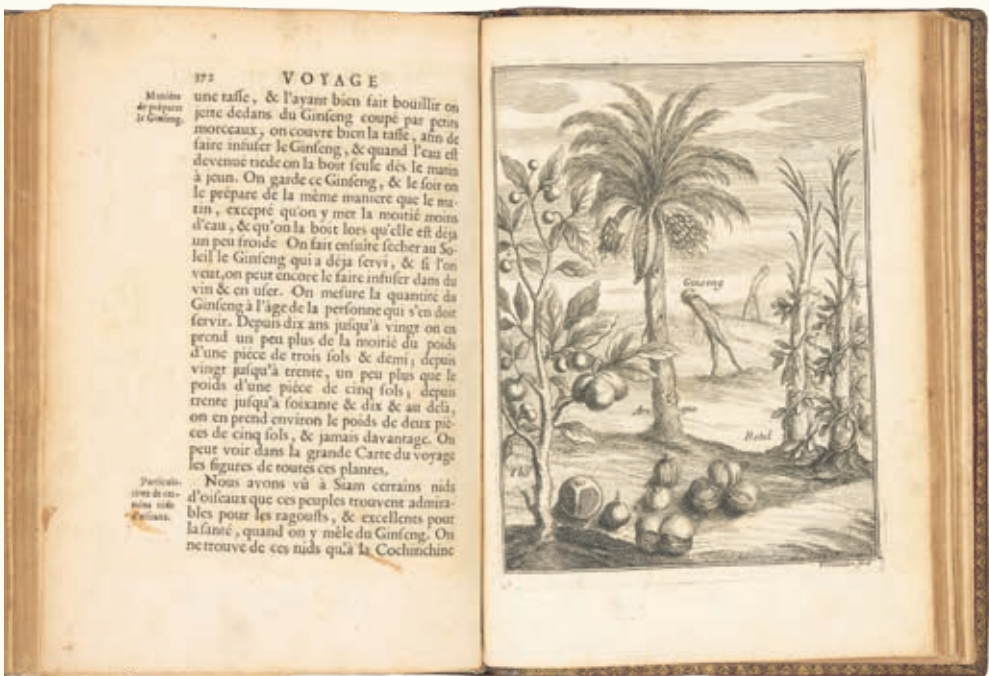 372 VOYAGE
Maniere
de préparer
le Ginseng.
une tasse, & l'ayant bien fait bouillir on
jette dedans du Ginseng coupé par petits
morceaux, on couvre bien la tasse, afin de
faire infuser le Ginseng, & quand l'eau est
devenue tiede on la boit seule dés le matin
à jeun. On garde ce Ginseng, & le soir on
le prépare de la même maniere que le ma-
tin, excepté qu'on y met la moitié moins
d'eau, & qu'on la boit lors qu'elle est déja
un peu froide On fait ensuite secher au So-
leil le Ginseng qui a déja servi, & si l'on
veut, on peut encore le faire infuser dans du
vin & en user. On mesure la quantité du
Ginseng à l'âge de la personne qui s'en doit
servir. Depuis dix ans jusqu'à vingt on en
prend un peu plus de la moitié du poids
d'une piéce de trois sols & demi, depuis
vingt jusqu'à trente, un peu plus que le
poids d'une piéce de cinq sols, depuis
trente jusqu'à soixante & dix & au delà,
on en prend environ le poids de deux pié-
ces de cinq sols, & jamais davantage. On
peut voir dans la grande Carte du voyage
les figures de toutes ces plantes.
Nous avons vû à Siam certains nids
d'oiseaux que ces peuples trouvent admira-
bles pour les ragousts, & excellents pour
la santé, quand on y mêle du Ginseng. On
ne trouve de ces nids qu'à la Cochinchine
Ginseng
Betel
Thé